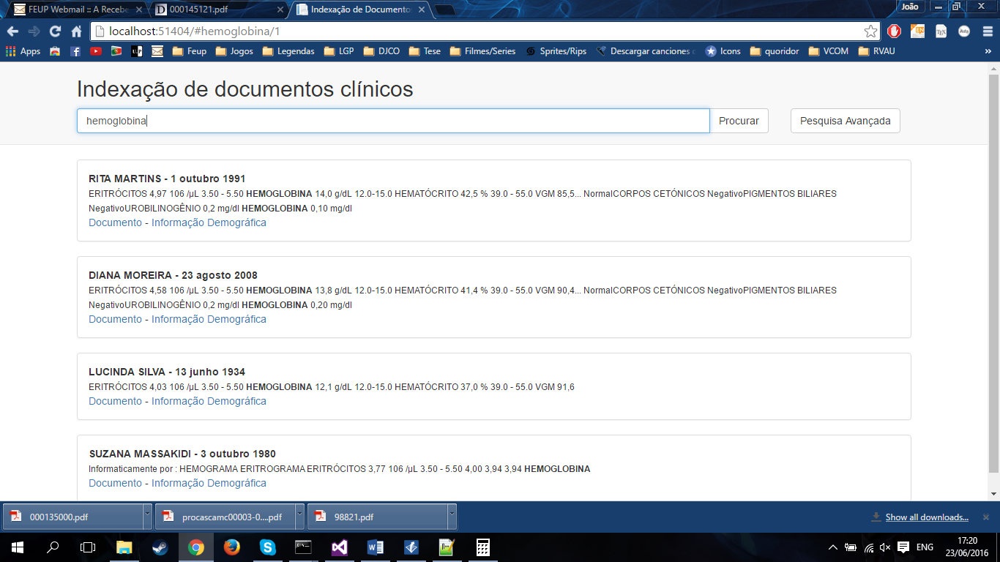 João
FEUP Webmail :: A Recebe
000145121.pdf
Indexação de Documento
localhost:51404/#hemoglobina/1
Apps
Feup
Jogos
Legendas
LGP
DJCO
Tese
Filmes/Series
Sprites/Rips
Descargar canciones
Icons
quoridor
VCOM
RVAU
»
Indexação de documentos clínicos
hemoglobina
Procurar
Pesquisa Avançada
RITA MARTINS - 1 outubro 1991
ERITRÓCITOS 4,97 106 /µL 3.50 - 5.50 HEMOGLOBINA 14,0 g/dL 12.0-15.0 HEMATÓCRITO 42,5 % 39.0 - 55.0 VGM 85,5... NormalCORPOS CETÓNICOS NegativoPIGMENTOS BILIARES
NegativoUROBILINOGÊNIO 0,2 mg/dl HEMOGLOBINA 0,10 mg/dl
Documento - Informação Demográfica
DIANA MOREIRA - 23 agosto 2008
ERITRÓCITOS 4,58 106 /µL 3.50 - 5.50 HEMOGLOBINA 13,8 g/dL 12.0-15.0 HEMATÓCRITO 41,4 % 39.0 - 55.0 VGM 90,4... NormalCORPOS CETÓNICOS NegativoPIGMENTOS BILIARES
NegativoUROBILINOGÊNIO 0,2 mg/dl HEMOGLOBINA 0,20 mg/dl
Documento - Informação Demográfica
LUCINDA SILVA - 13 junho 1934
ERITRÓCITOS 4,03 106 /µL 3.50 - 5.50 HEMOGLOBINA 12,1 g/dL 12.0-15.0 HEMATÓCRITO 37,0 % 39.0 - 55.0 VGM 91,6
Documento - Informação Demográfica
SUZANA MASSAKIDI - 3 outubro 1980
Informaticamente por : HEMOGRAMA ERITROGRAMA ERITRÓCITOS 3,77 106 /µL 3.50 - 5.50 4,00 3,94 3,94 HEMOGLOBINA
Documento - Informação Demográfica
000135000.pdf
procascamc00003-0....pdf
98821.pdf
Show all downloads...
ENG
17:20
23/06/2016